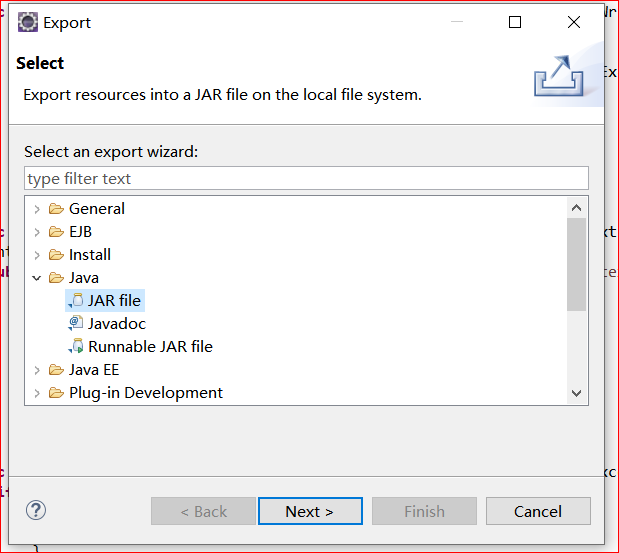 Export
Select
Export resources into a JAR file on the local file system.
Select an export wizard:
type filter text
General
EJB
Install
Java
JAR file
Javadoc
Runnable JAR file
Java EE
Plug-in Development
< Back
Next >
Finish
Cancel